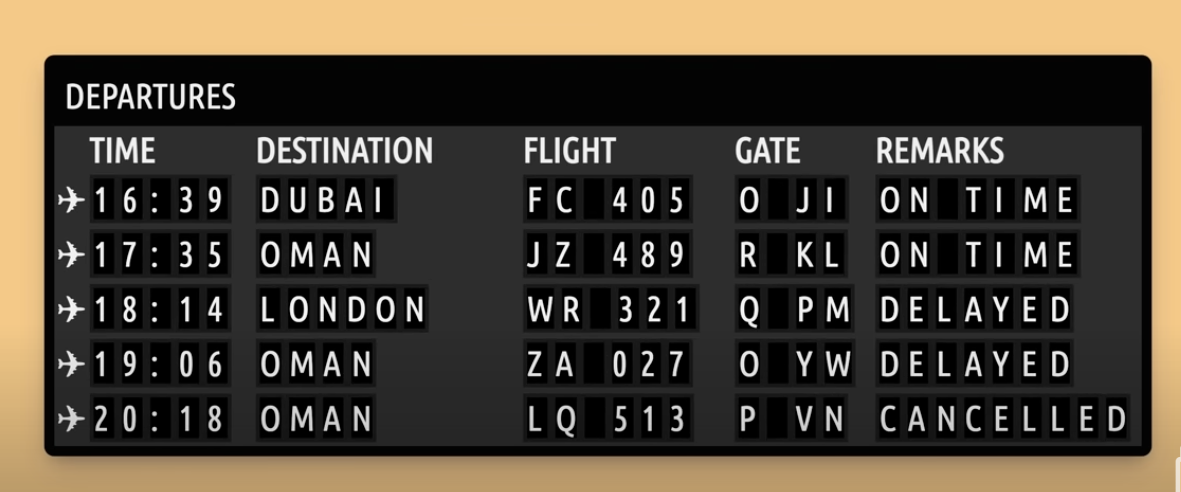 DEPARTURES
TIME DESTINATION FLIGHT GATE REMARKS
16:39 DUBAI FC 405 O JI ON TIME
17:35 OMAN JZ 489 R KL ON TIME
18:14 LONDON WR 321 Q PM DELAYED
19:06 OMAN ZA 027 O YW DELAYED
20:18 OMAN LQ 513 P VN CANCELLED